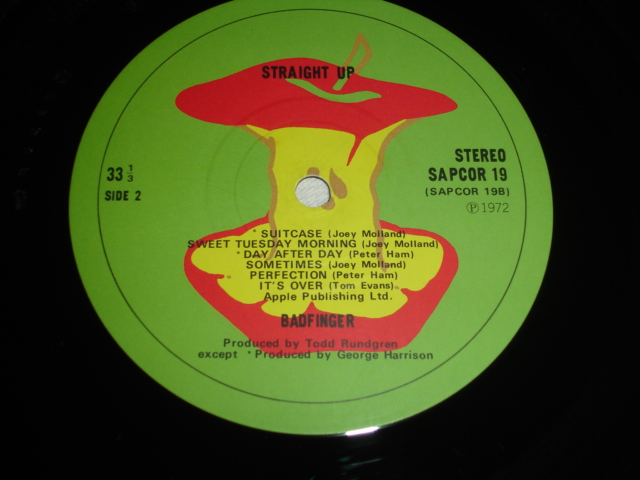 STRAIGHT UP
33 1/3
SIDE 2
STEREO
SAPCOR 19
(SAPCOR 19B)
℗ 1972
* SUITCASE (Joey Molland)
SWEET TUESDAY MORNING (Joey Molland)
* DAY AFTER DAY (Peter Ham)
SOMETIMES (Joey Molland)
PERFECTION (Peter Ham)
IT'S OVER (Tom Evans)
Apple Publishing Ltd.
BADFINGER
Produced by Todd Rundgren
except * Produced by George Harrison